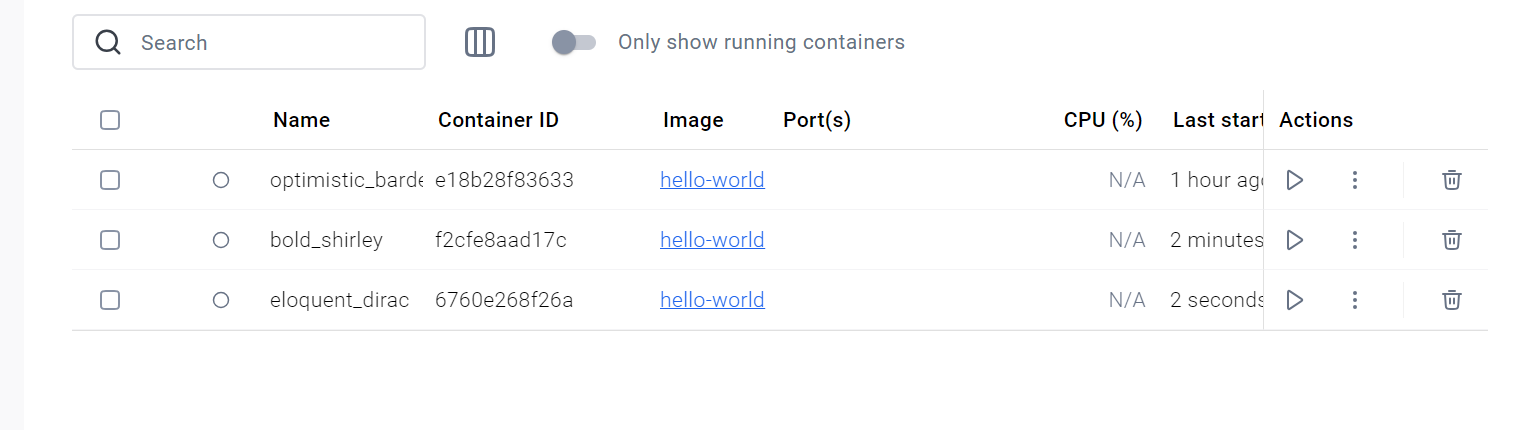 Search Only show running containers
Name Container ID Image Port(s) CPU (%) Last start Actions
optimistic_barde e18b28f83633 hello-world N/A 1 hour ago
bold_shirley f2cfe8aad17c hello-world N/A 2 minutes
eloquent_dirac 6760e268f26a hello-world N/A 2 seconds